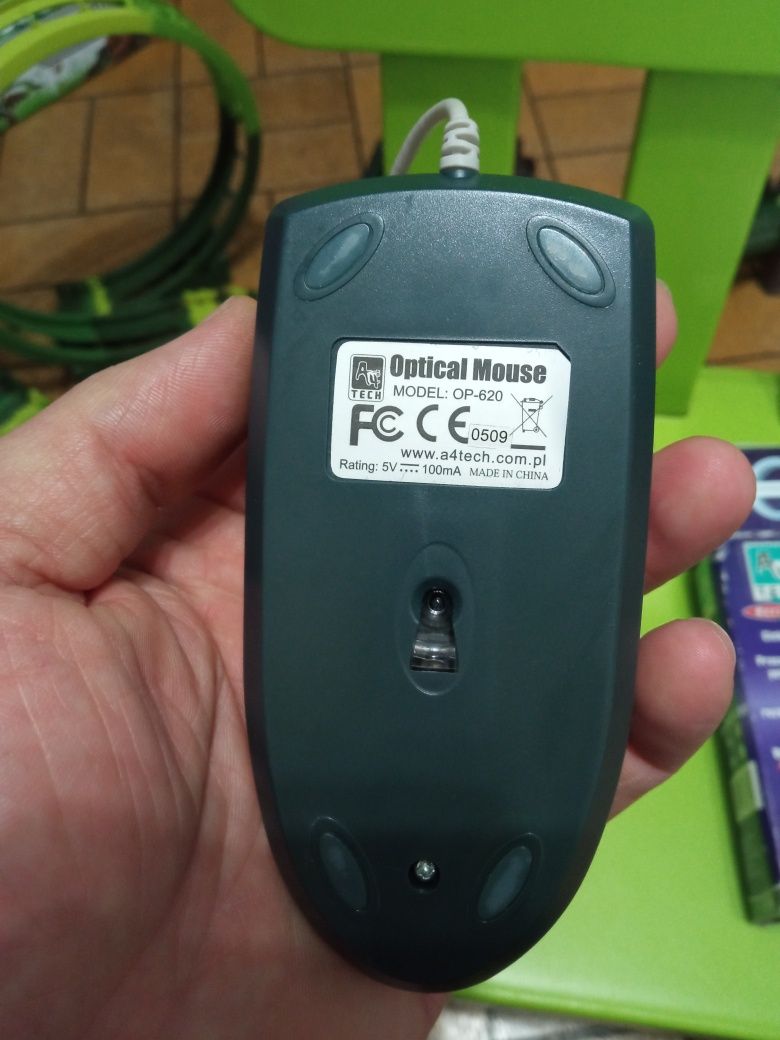 A4 TECH
Optical Mouse
MODEL: OP-620
FC CE 0509
www.a4tech.com.pl
Rating: 5V ⎓ 100mA MADE IN CHINA